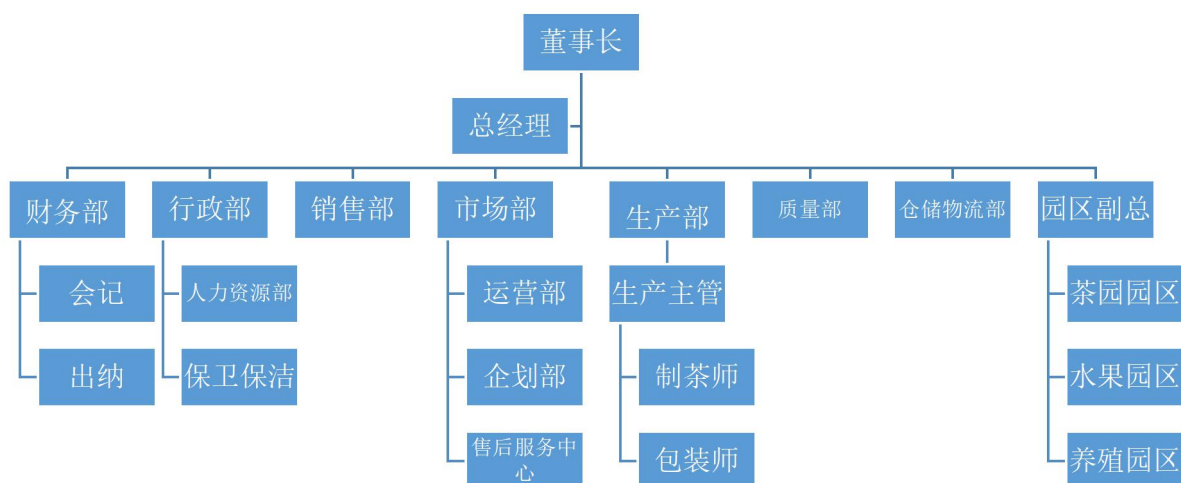 董事长
总经理
财务部
行政部
销售部
市场部
生产部
质量部
仓储物流部
园区副总
会记
人力资源部
运营部
生产主管
茶园园区
出纳
保卫保洁
企划部
制茶师
水果园区
售后服务中
心
包装师
养殖园区